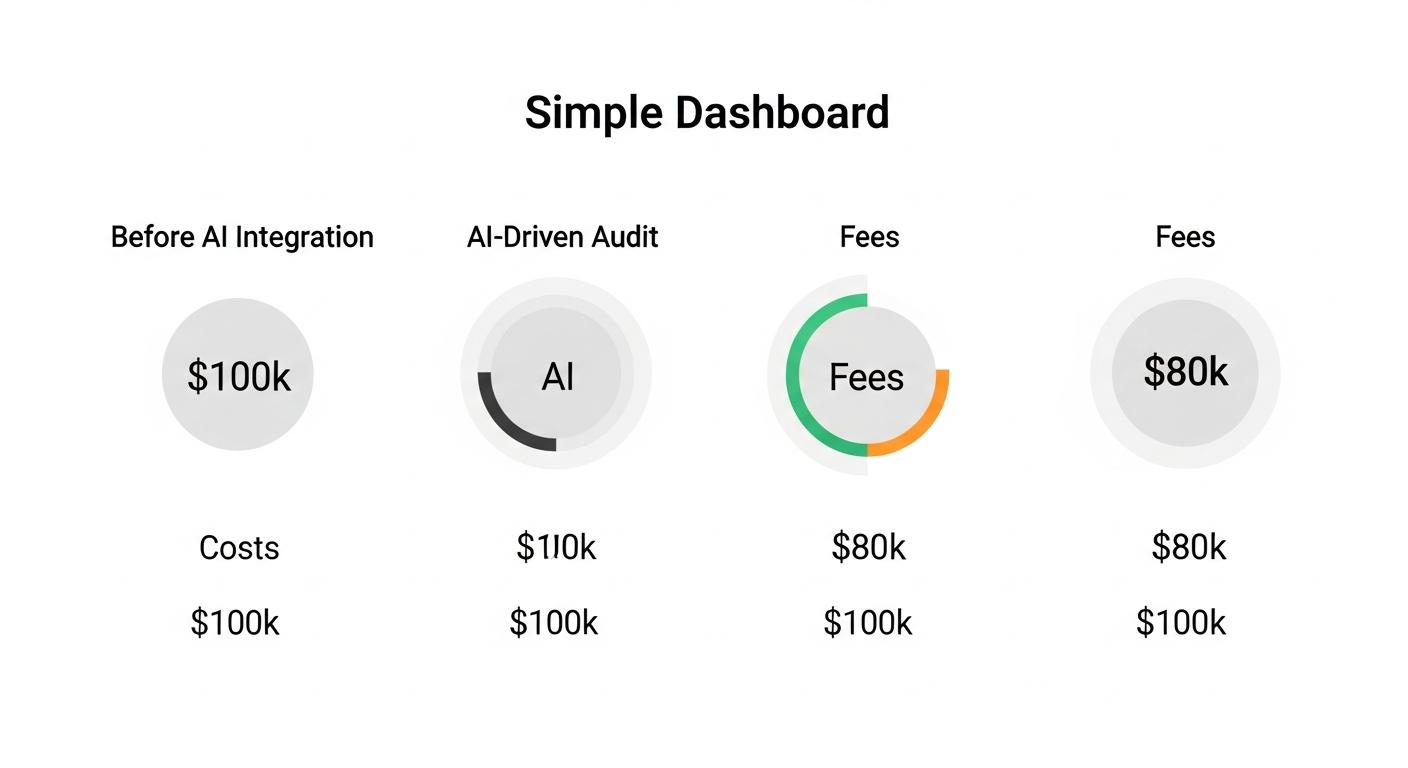 Simple Dashboard
Before AI Integration
AI-Driven Audit
Fees
Fees
$100k
AI
Fees
$80k
Costs
$80k
$80k
$100k
$100k
$100k
$100k